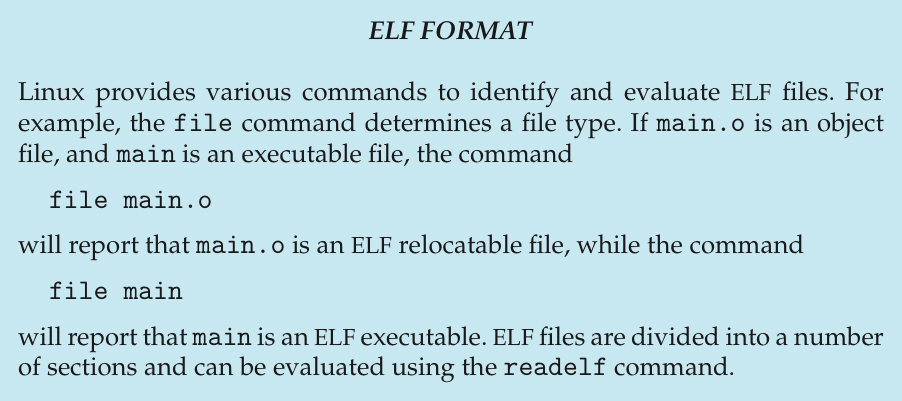 ELF FORMAT
Linux provides various commands to identify and evaluate ELF files. For
example, the file command determines a file type. If main.o is an object
file, and main is an executable file, the command
file main.o
will report that main.o is an ELF relocatable file, while the command
file main
will report that main is an ELF executable. ELF files are divided into a number
of sections and can be evaluated using the readelf command.